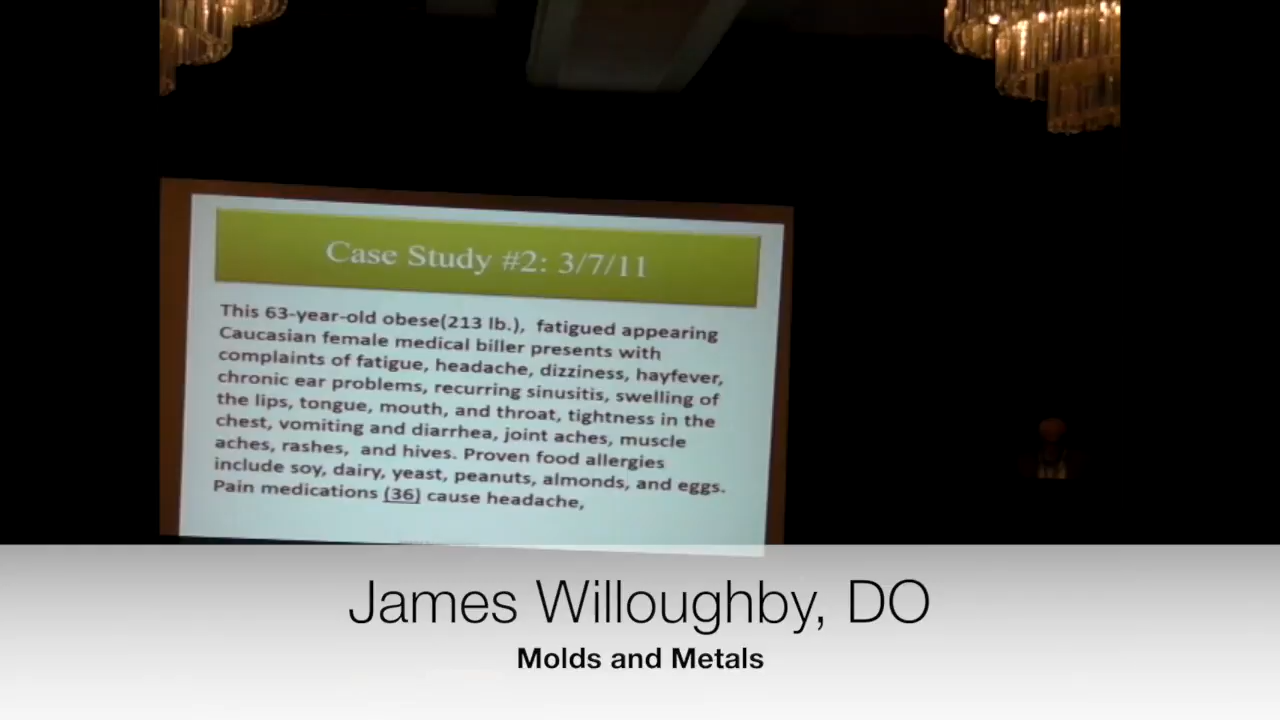 Case Study #2: 3/7/11
This 63-year-old obese(213 lb.), fatigued appearing
Caucasian female medical biller presents with
complaints of fatigue, headache, dizziness, hayfever,
chronic ear problems, recurring sinusitis, swelling of
the lips, tongue, mouth, and throat, tightness in the
chest, vomiting and diarrhea, joint aches, muscle
aches, rashes, and hives. Proven food allergies
include soy, dairy, yeast, peanuts, almonds, and eggs.
Pain medications (36) cause headache,
James Willoughby, DO
Molds and Metals